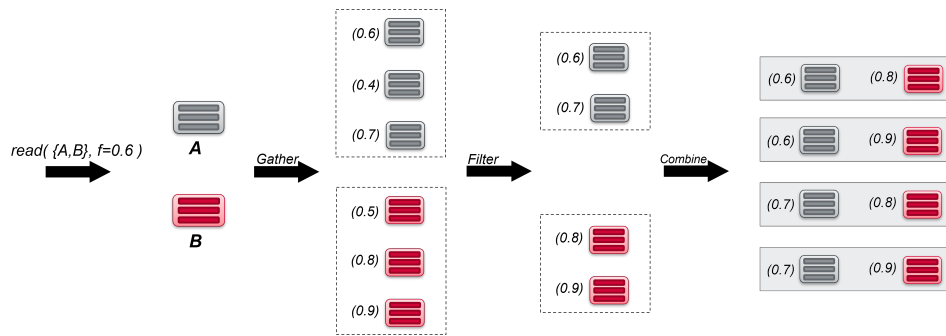 read( {A,B}, f=0.6 )
A
B
Gather
(0.6)
(0.4)
(0.7)
(0.5)
(0.8)
(0.9)
Filter
(0.6)
(0.7)
(0.8)
(0.9)
Combine
(0.6) (0.8)
(0.6) (0.9)
(0.7) (0.8)
(0.7) (0.9)